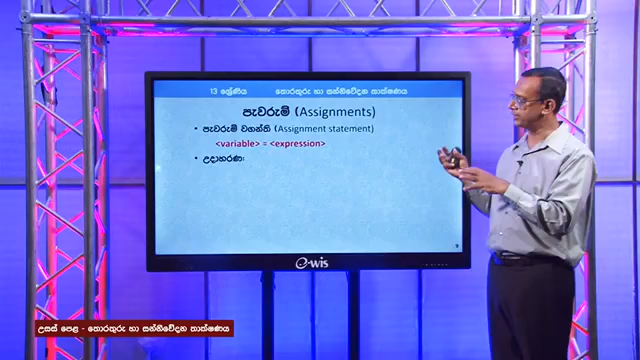 13 ශ්‍රේණිය තොරතුරු හා සන්නිවේදන තාක්ෂණය
පැවරුම් (Assignments)
• පැවරුම් වගන්ති (Assignment statement)
<variable> = <expression>
• උදාහරණ:
e-wis
උසස් පෙළ - තොරතුරු හා සන්නිවේදන තාක්ෂණය